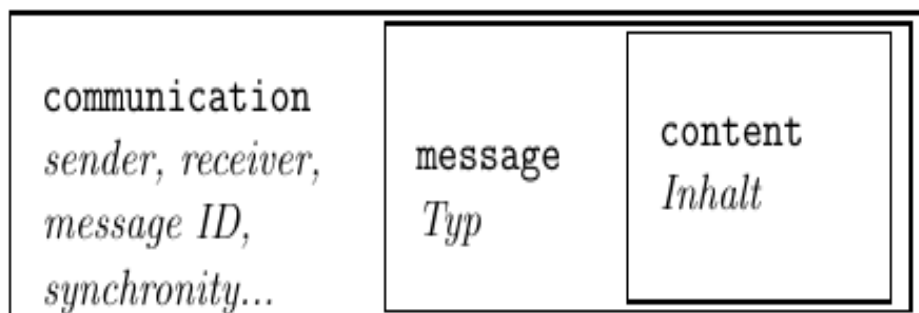 communication
sender, receiver,
message ID,
synchronity...
message
Typ
content
Inhalt